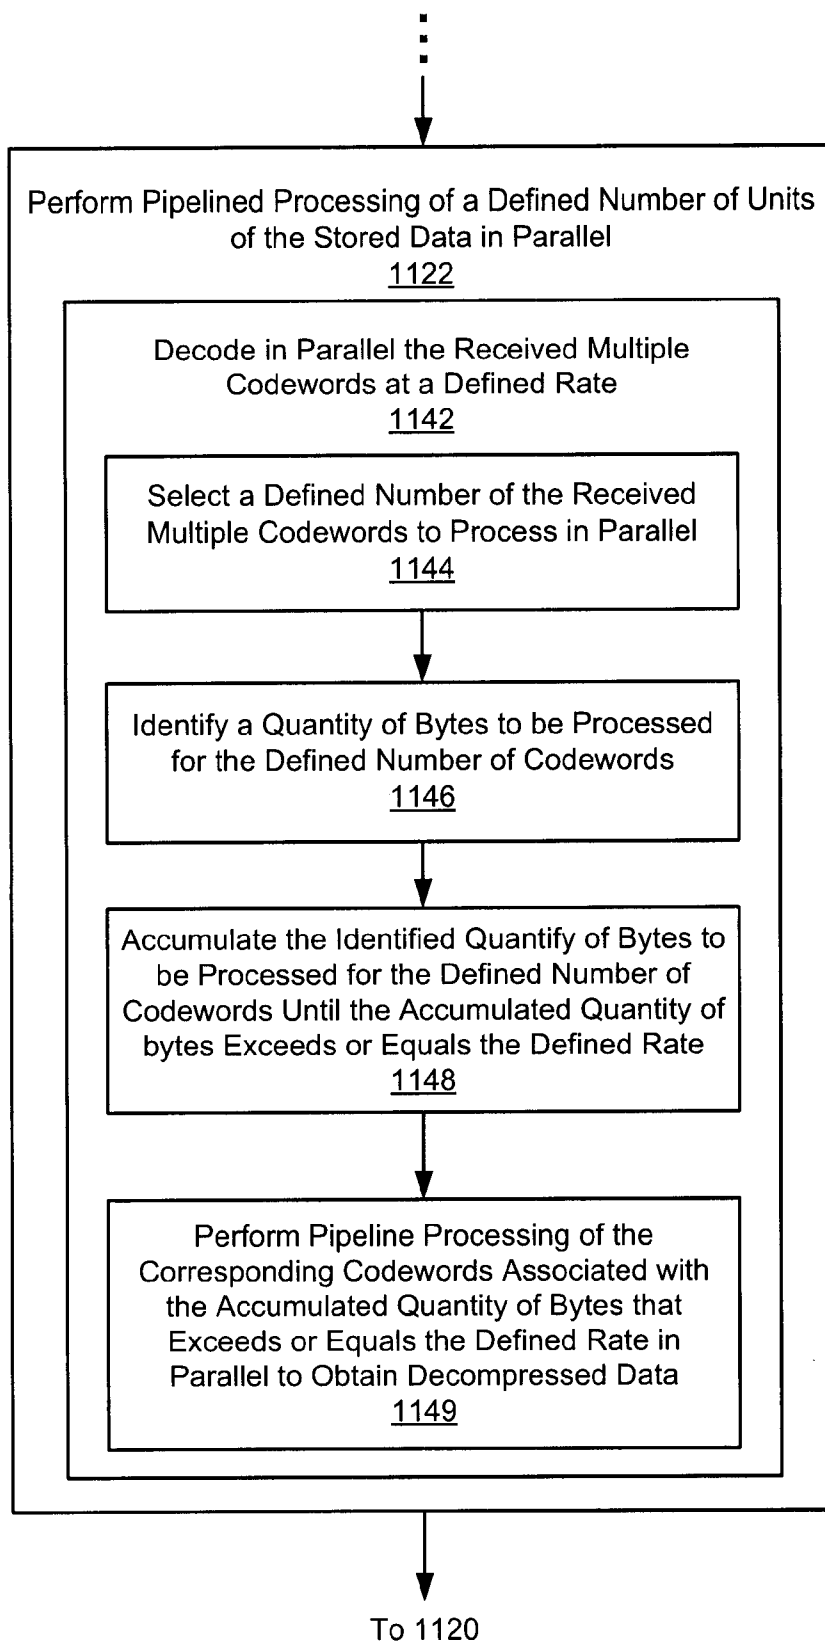 Perform Pipelined Processing of a Defined Number of Units
of the Stored Data in Parallel
1122
Decode in Parallel the Received Multiple
Codewords at a Defined Rate
1142
Select a Defined Number of the Received
Multiple Codewords to Process in Parallel
1144
Identify a Quantity of Bytes to be Processed
for the Defined Number of Codewords
1146
Accumulate the Identified Quantify of Bytes to
be Processed for the Defined Number of
Codewords Until the Accumulated Quantity of
bytes Exceeds or Equals the Defined Rate
1148
Perform Pipeline Processing of the
Corresponding Codewords Associated with
the Accumulated Quantity of Bytes that
Exceeds or Equals the Defined Rate in
Parallel to Obtain Decompressed Data
1149
To 1120